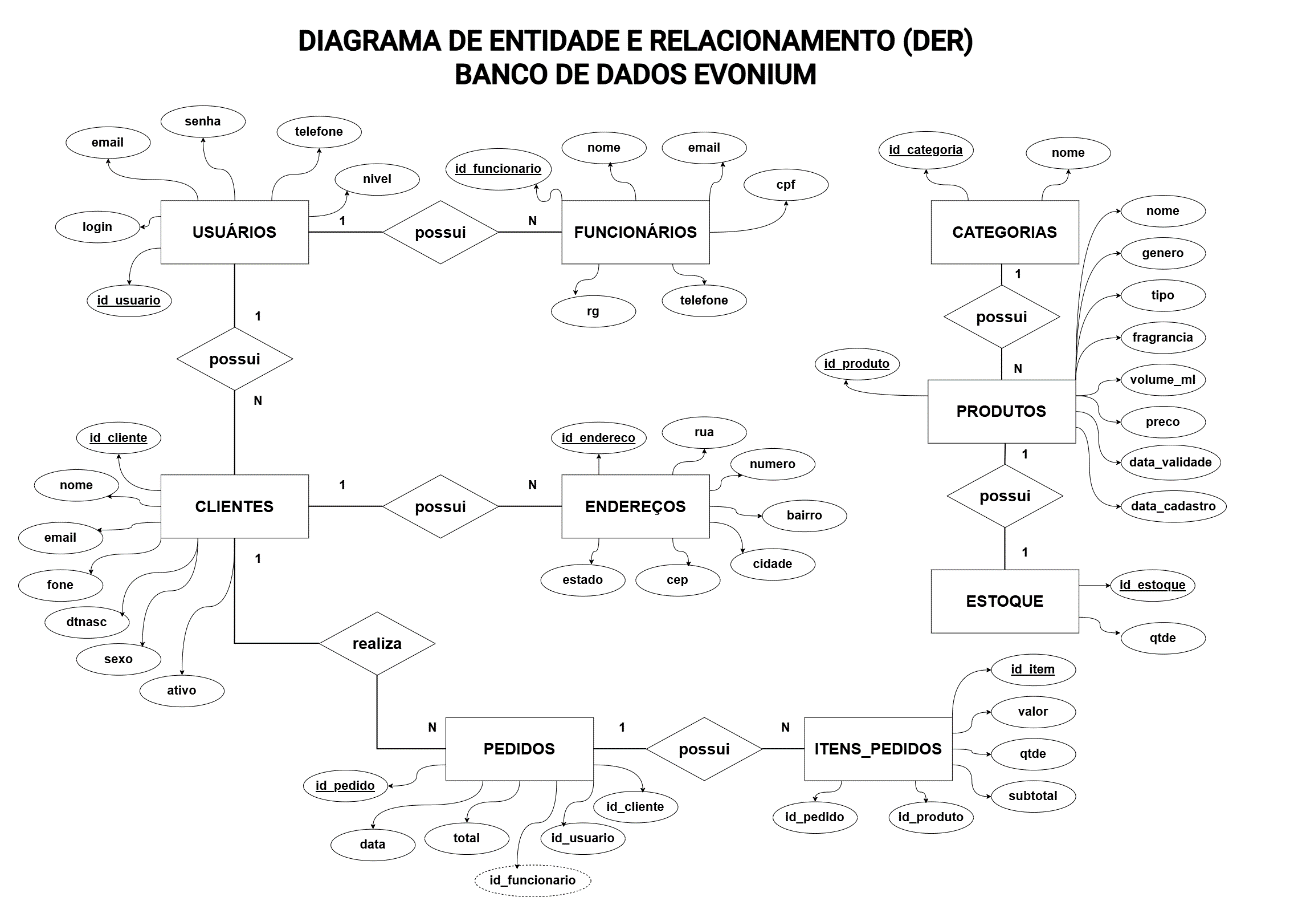 DIAGRAMA DE ENTIDADE E RELACIONAMENTO (DER)
BANCO DE DADOS EVONIUM
email
senha
telefone
nivel
login
USUÁRIOS
id_usuario
1
possui
N
id_funcionario
nome
email
cpf
FUNCIONÁRIOS
rg
telefone
id_categoria
nome
CATEGORIAS
1
possui
N
id_produto
PRODUTOS
nome
genero
tipo
fragrancia
volume_ml
preco
data_validade
data_cadastro
1
possui
1
ESTOQUE
id_estoque
qtde
1
possui
N
id_cliente
nome
email
fone
dtnasc
sexo
ativo
CLIENTES
1
possui
N
id_endereco
rua
numero
bairro
cidade
cep
estado
ENDEREÇOS
1
realiza
N
PEDIDOS
id_pedido
data
total
id_funcionario
id_usuario
id_cliente
1
possui
N
ITENS_PEDIDOS
id_item
valor
qtde
subtotal
id_pedido
id_produto